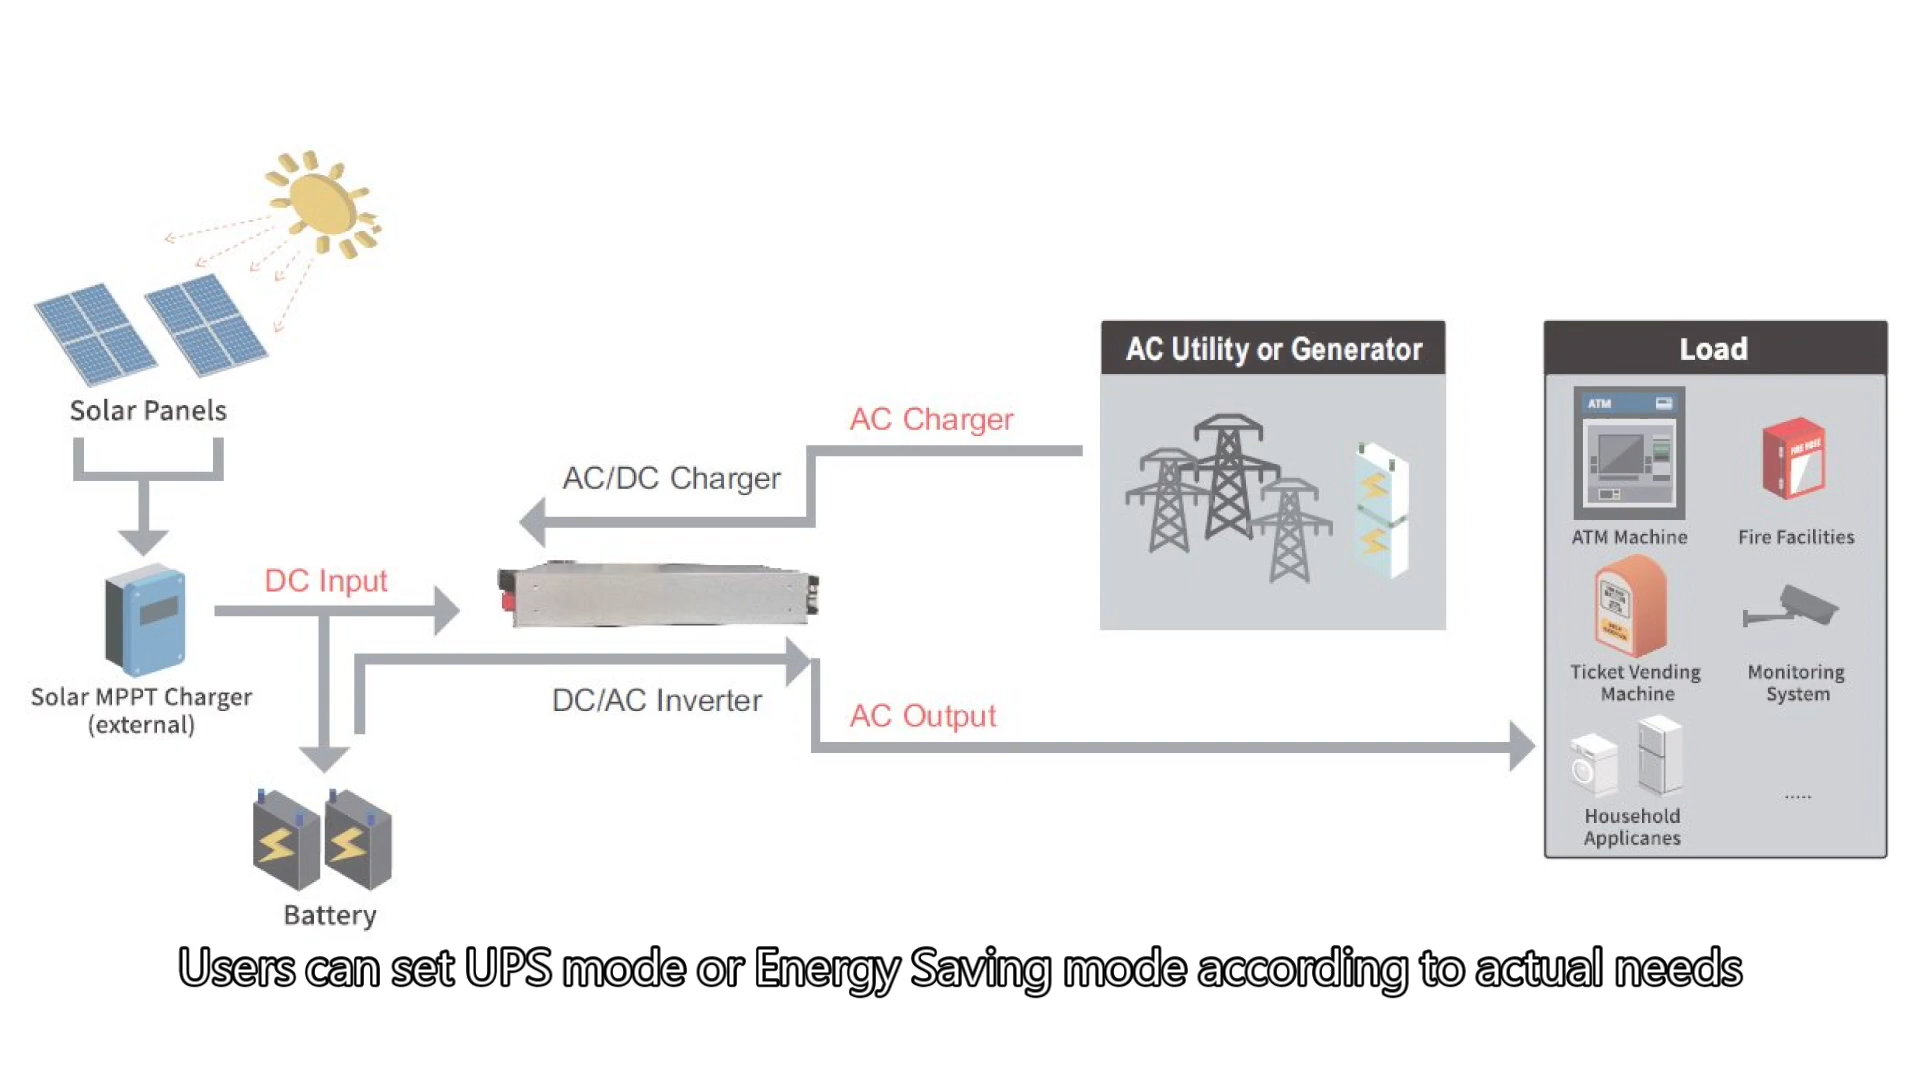 Solar Panels
AC Utility or Generator
Load
AC Charger
AC/DC Charger
ATM
FIRE HOSE
ATM Machine
Fire Facilities
DC Input
Solar MPPT Charger
(external)
DC/AC Inverter
AC Output
Ticket Vending
Machine
Monitoring
System
Household
Applicanes
.....
Battery
Users can set UPS mode or Energy Saving mode according to actual needs